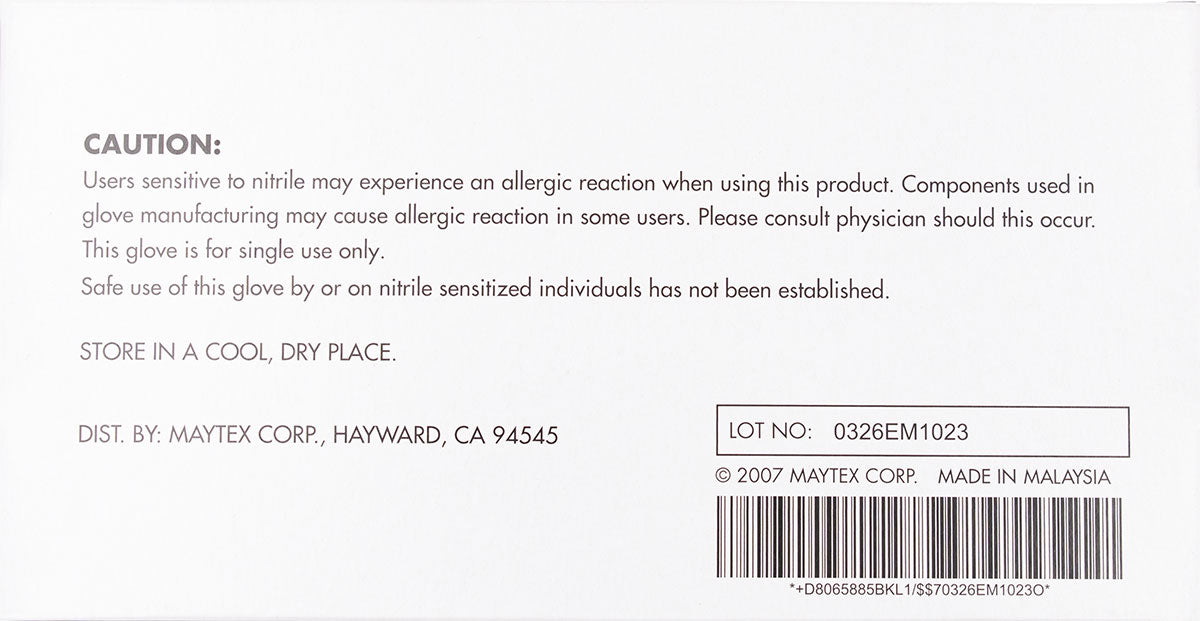 CAUTION:
Users sensitive to nitrile may experience an allergic reaction when using this product. Components used in
glove manufacturing may cause allergic reaction in some users. Please consult physician should this occur.
This glove is for single use only.
Safe use of this glove by or on nitrile sensitized individuals has not been established.
STORE IN A COOL, DRY PLACE.
DIST. BY: MAYTEX CORP., HAYWARD, CA 94545
LOT NO: 0326EM1023
© 2007 MAYTEX CORP. MADE IN MALAYSIA
*+D8065885BKL1/$$70326EM1023O*